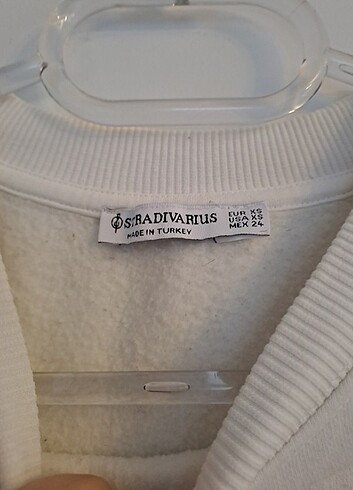 STRADIVARIUS
MADE IN TURKEY
EUR XS
USA XS
MEX 24